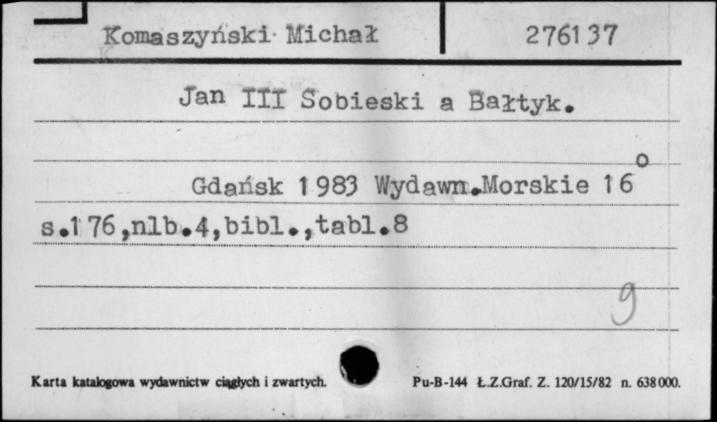 Komaszyński Michał 276137
Jan III Sobieski a Bałtyk.
Gdańsk 1983 Wydawn.Morskie 16°
s.176,nlb.4,bibl.,tabl.8
9
Karta katalogowa wydawnictw ciągłych i zwartych. Pu-B-144 Ł.Z.Graf. Z. 120/15/82 n. 638000.